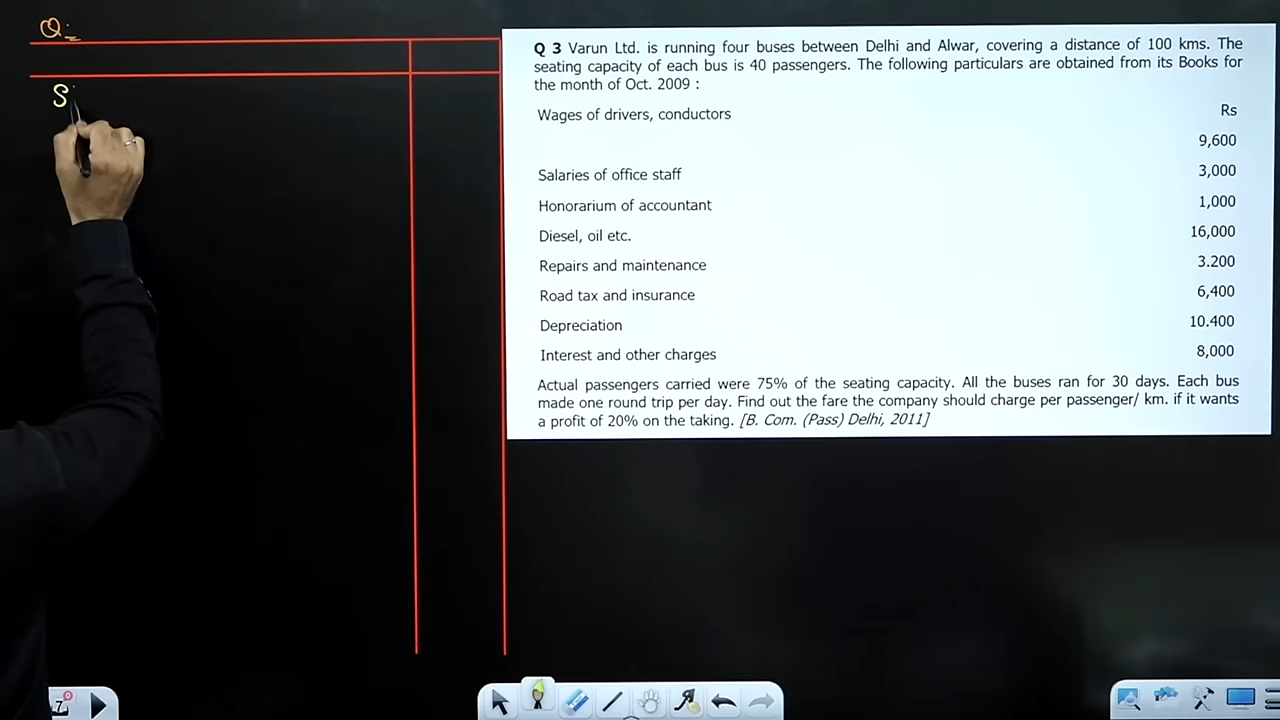 Q:-
S
Q 3 Varun Ltd. is running four buses between Delhi and Alwar, covering a distance of 100 kms. The
seating capacity of each bus is 40 passengers. The following particulars are obtained from its Books for
the month of Oct. 2009 :
Wages of drivers, conductors Rs
9,600
Salaries of office staff 3,000
Honorarium of accountant 1,000
Diesel, oil etc. 16,000
Repairs and maintenance 3.200
Road tax and insurance 6,400
Depreciation 10.400
Interest and other charges 8,000
Actual passengers carried were 75% of the seating capacity. All the buses ran for 30 days. Each bus
made one round trip per day. Find out the fare the company should charge per passenger/ km. if it wants
a profit of 20% on the taking. [B. Com. (Pass) Delhi, 2011]